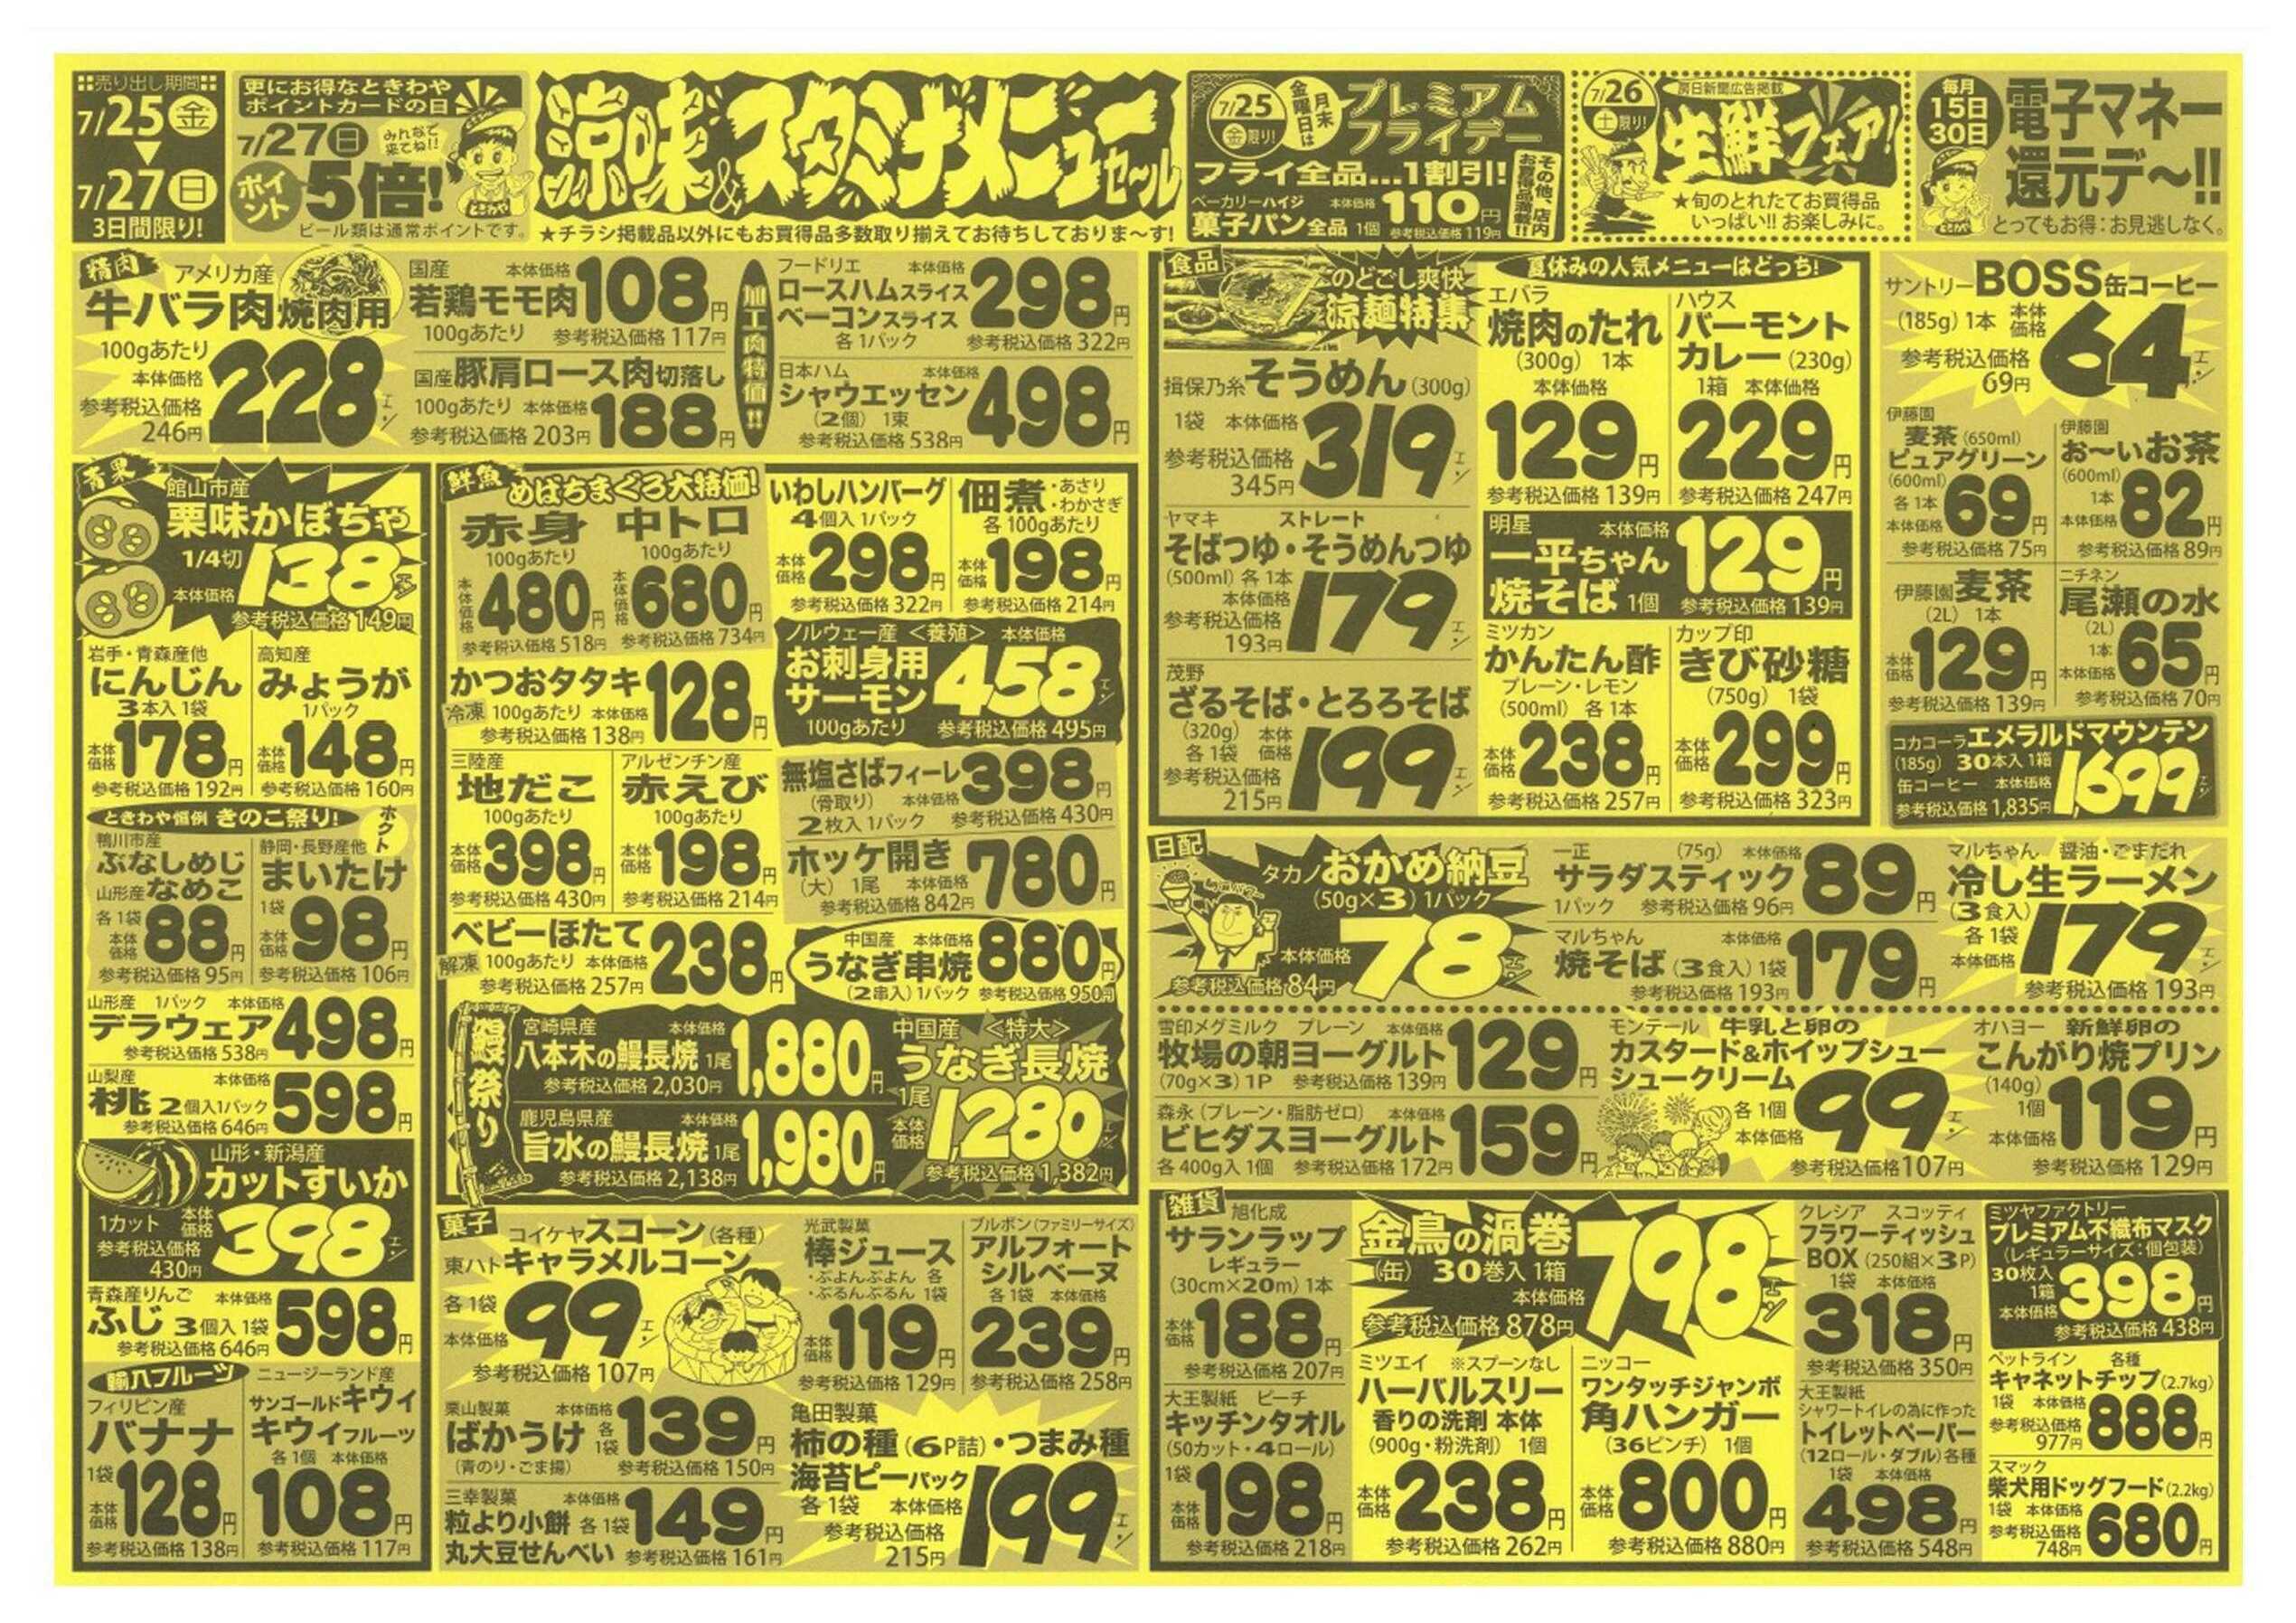 売り出し期間
7/25金
7/27日
3日間限り!
更にお得なときわや
ポイントカードの日
7/27日
みんなで
来てね!!
ポイント
5倍!
ときわや
ビール類は通常ポイントです。
涼味&スタミナメニューセール
★チラシ掲載品以外にもお買得品多数取り揃えてお待ちしておりま〜す!
7/25
金限り!
月末
金曜日は
プレミアム
フライデー
フライ全品…1割引!
ベーカリーハイジ 本体価格
菓子パン全品 1個 110円
参考税込価格 119円
その他、店内
お買得品満載!!
7/26
土限り!
房日新聞広告掲載
生鮮フェア!
★旬のとれたてお買得品
いっぱい!! お楽しみに。
毎月
15日
30日
電子マネー
還元デ〜!!
とってもお得：お見逃しなく。
精肉
アメリカ産
牛バラ肉焼肉用
100gあたり
本体価格
228
参考税込価格
246円
国産 本体価格
若鶏モモ肉 108円
100gあたり 参考税込価格 117円
国産豚肩ロース肉切落し
100gあたり 本体価格 188円
参考税込価格 203円
加工肉特価!!
フードリエ 本体価格
ロースハムスライス
ベーコンスライス 298円
各1パック 参考税込価格 322円
日本ハム 本体価格
シャウエッセン 498円
(2個) 1束
参考税込価格 538円
青果
館山市産
栗味かぼちゃ
1/4切
本体価格 138
参考税込価格 149円
岩手・青森産他
にんじん
3本入 1袋
本体価格 178円
参考税込価格 192円
高知産
みょうが
1パック
本体価格 148円
参考税込価格 160円
ときわや恒例 きのこ祭り!
ホクト
鴨川市産
ぶなしめじ
山形産なめこ
各1袋
本体価格 88円
参考税込価格 95円
静岡・長野産他
まいたけ
1袋
本体価格 98円
参考税込価格 106円
山形産 1パック 本体価格
デラウェア 498円
参考税込価格 538円
山梨産 本体価格
桃 2個入1パック 598円
参考税込価格 646円
山形・新潟産
カットすいか
1カット 本体価格 398
参考税込価格
430円
青森産りんご 本体価格
ふじ 3個入 1袋 598円
参考税込価格 646円
輸入フルーツ
フィリピン産
バナナ
1袋
本体価格 128円
参考税込価格 138円
ニュージーランド産
サンゴールドキウイ
キウイフルーツ
各1個 本体価格
108円
参考税込価格 117円
鮮魚
めばちまぐろ大特価!
赤身
100gあたり
本体価格 480円
参考税込価格 518円
中トロ
100gあたり
本体価格 680円
参考税込価格 734円
いわしハンバーグ
4個入 1パック
本体価格 298円
参考税込価格 322円
佃煮 ・あさり
・わかさぎ
各100gあたり
本体価格 198円
参考税込価格 214円
かつおタタキ 128円
冷凍 100gあたり 本体価格
参考税込価格 138円
ノルウェー産 <養殖> 本体価格
お刺身用
サーモン 458
100gあたり 参考税込価格 495円
三陸産
地だこ
100gあたり
本体価格 398円
参考税込価格 430円
アルゼンチン産
赤えび
100gあたり
本体価格 198円
参考税込価格 214円
無塩さばフィーレ 398円
(骨取り) 本体価格
2枚入 1パック 参考税込価格 430円
ホッケ開き 780円
(大) 1尾 本体価格
参考税込価格 842円
ベビーほたて 238円
解凍 100gあたり 本体価格
参考税込価格 257円
中国産 本体価格
うなぎ串焼 880円
(2串入) 1パック 参考税込価格 950円
鰻祭り
宮崎県産 本体価格
八本木の鰻長焼 1尾 1,880円
参考税込価格 2,030円
鹿児島県産 本体価格
旨水の鰻長焼 1尾 1,980円
参考税込価格 2,138円
中国産 <特大>
うなぎ長焼
1尾
本体価格 1,280
参考税込価格 1,382円
菓子
コイケヤスコーン(各種)
東ハトキャラメルコーン
各1袋
本体価格 99
参考税込価格 107円
光武製菓
棒ジュース
・ぷよんぷよん 各
・ぷるんぷるん 1袋
本体価格 119円
参考税込価格 129円
ブルボン(ファミリーサイズ)
アルフォート
シルベーヌ
各1袋 本体価格
239円
参考税込価格 258円
栗山製菓 本体価格
ばかうけ 各1袋 139円
(青のり・ごま揚) 参考税込価格 150円
三幸製菓 本体価格
粒より小餅 各1袋 149円
丸大豆せんべい 参考税込価格 161円
亀田製菓
柿の種(6P詰)・つまみ種
海苔ピーパック
各1袋 本体価格 199
参考税込価格
215円
食品
のどごし爽快
涼麺特集
揖保乃糸そうめん(300g)
1袋 本体価格 319
参考税込価格
345円
ヤマキ ストレート
そばつゆ・そうめんつゆ
(500ml) 各1本
本体価格 179
参考税込価格
193円
茂野
ざるそば・とろろそば
(320g) 本体
各1袋 価格 199
参考税込価格
215円
夏休みの人気メニューはどっち!
エバラ
焼肉のたれ
(300g) 1本
本体価格
129円
参考税込価格 139円
ハウス
バーモント
カレー(230g)
1箱 本体価格
229円
参考税込価格 247円
明星 本体価格
一平ちゃん
焼そば 1個 129円
参考税込価格 139円
ミツカン
かんたん酢
プレーン・レモン
(500ml) 各1本
本体価格 238円
参考税込価格 257円
カップ印
きび砂糖
(750g) 1袋
本体価格 299円
参考税込価格 323円
サントリーBOSS缶コーヒー
(185g) 1本 本体価格 64
参考税込価格
69円
伊藤園
麦茶(650ml)
ピュアグリーン
(600ml)
各1本
本体価格 69円
参考税込価格 75円
伊藤園
お〜いお茶
(600ml)
1本
本体価格 82円
参考税込価格 89円
伊藤園麦茶
(2L) 1本
本体価格 129円
参考税込価格 139円
ニチネン
尾瀬の水
(2L)
1本
本体価格 65円
参考税込価格 70円
コカコーラエメラルドマウンテン
(185g) 30本入 1箱
缶コーヒー 本体価格 1,699
参考税込価格 1,835円
日配
タカノおかめ納豆
(50g×3) 1パック
本体価格 78
参考税込価格 84円
一正 (75g) 本体価格
サラダスティック 89円
1パック 参考税込価格 96円
マルちゃん 本体価格
焼そば(3食入) 1袋 179円
参考税込価格 193円
マルちゃん 醤油・ごまだれ
冷し生ラーメン
(3食入)
各1袋
本体価格 179
参考税込価格 193円
雪印メグミルク プレーン 本体価格
牧場の朝ヨーグルト 129円
(70g×3) 1P 参考税込価格 139円
森永(プレーン・脂肪ゼロ) 本体価格
ビヒダスヨーグルト 159円
各400g入 1個 参考税込価格 172円
モンテール 牛乳と卵の
カスタード&ホイップシュー
シュークリーム
各1個
本体価格 99
参考税込価格107円
オハヨー 新鮮卵の
こんがり焼プリン
(140g)
1個
本体価格 119円
参考税込価格 129円
雑貨
旭化成
サランラップ
レギュラー
(30cm×20m) 1本
本体価格 188円
参考税込価格 207円
金鳥の渦巻
(缶) 30巻入 1箱
本体価格 798
参考税込価格 878円
クレシア スコッティ
フラワーティッシュ
BOX (250組×3P)
1袋 本体価格
318円
参考税込価格 350円
ミツヤファクトリー
プレミアム不織布マスク
(レギュラーサイズ：個包装)
30枚入
1箱
本体価格 398円
参考税込価格 438円
大王製紙 ピーチ
キッチンタオル
(50カット・4ロール)
1袋
本体価格 198円
参考税込価格 218円
ミツエイ ※スプーンなし
ハーバルスリー
香りの洗剤 本体
(900g・粉洗剤) 1個
本体価格 238円
参考税込価格 262円
ニッコー
ワンタッチジャンボ
角ハンガー
(36ピンチ) 1個
本体価格 800円
参考税込価格 880円
大王製紙
シャワートイレの為に作った
トイレットペーパー
(12ロール・ダブル)各種
1袋 本体価格
498円
参考税込価格 548円
ペットライン 各種
キャネットチップ(2.7kg)
1袋 本体価格
参考税込価格
977円 888円
スマック
柴犬用ドッグフード(2.2kg)
1袋 本体価格
参考税込価格
748円 680円